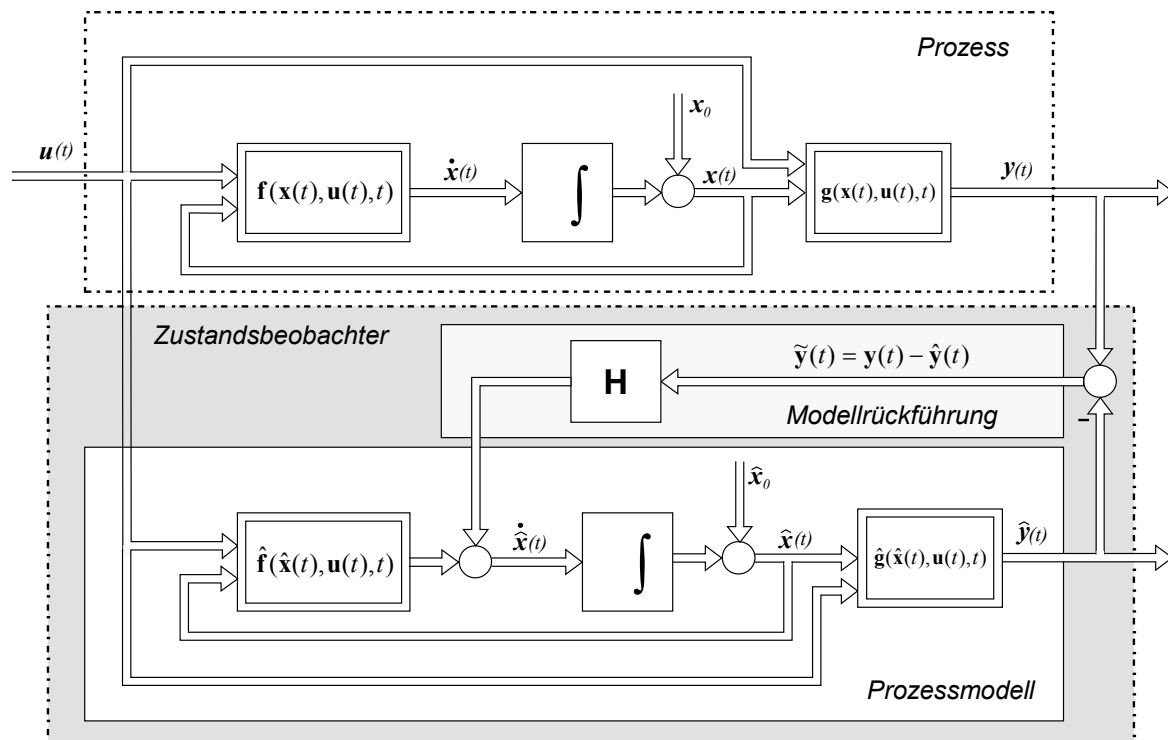 Prozess
x₀
u(t)
f(x(t),u(t),t)
ẋ(t)
∫
x(t)
g(x(t),u(t),t)
y(t)
Zustandsbeobachter
H
ỹ(t) = y(t) − ŷ(t)
Modellrückführung
-
x̂₀
f̂(x̂(t),u(t),t)
x̂̇(t)
∫
x̂(t)
ĝ(x̂(t),u(t),t)
ŷ(t)
Prozessmodell